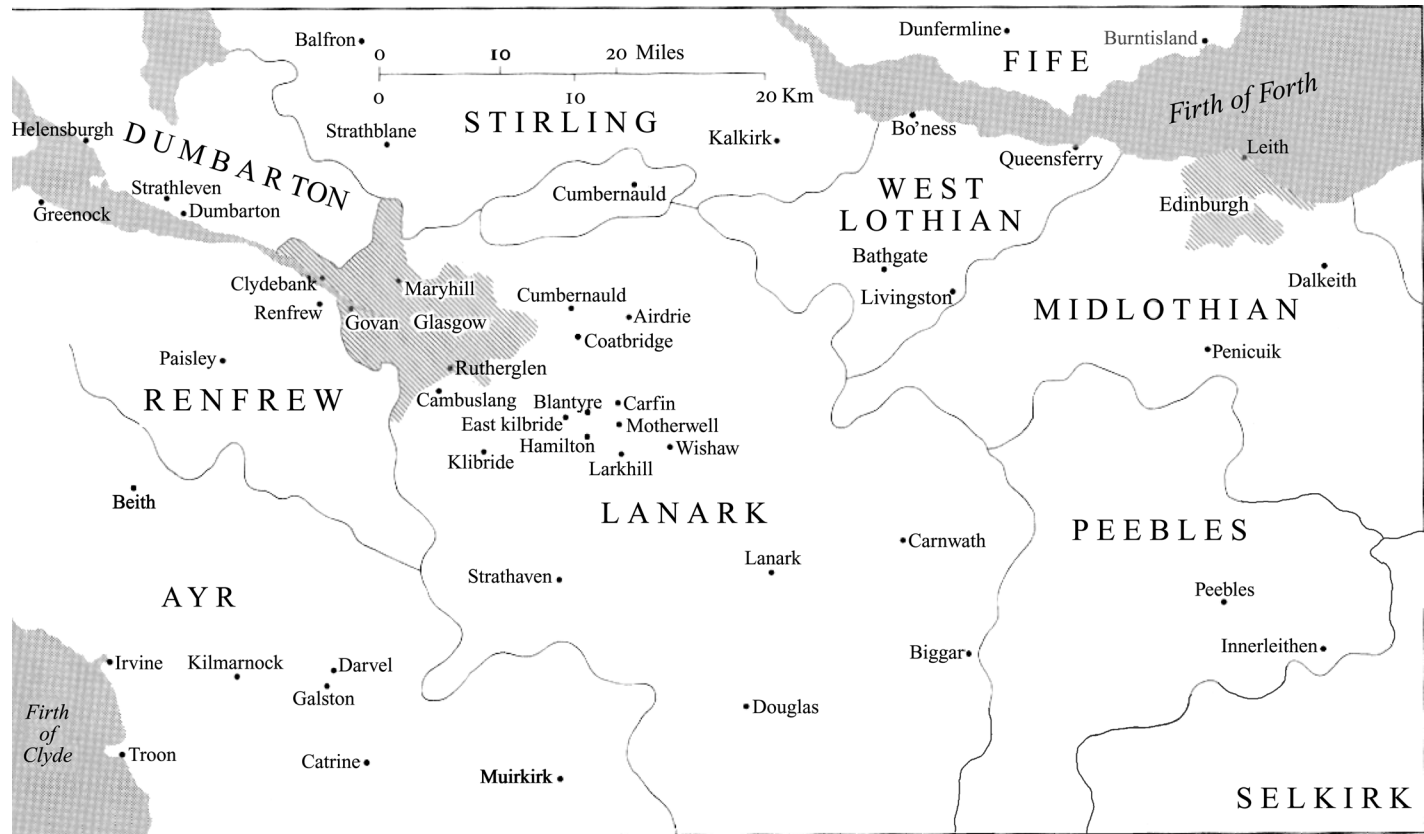 Balfron
0 10 20 Miles
0 10 20 Km
Dunfermline
Burntisland
FIFE
Firth of Forth
STIRLING
Strathblane
Kalkirk
Bo'ness
Queensferry
Leith
Helensburgh
DUMBARTON
Strathleven
Dumbarton
Greenock
Cumbernauld
WEST
LOTHIAN
Edinburgh
Bathgate
Livingston
Dalkeith
MIDLOTHIAN
Penicuik
Clydebank
Maryhill
Renfrew
Govan
Glasgow
Cumbernauld
Airdrie
Coatbridge
Paisley
Rutherglen
RENFREW
Cambuslang
Blantyre
Carfin
East kilbride
Motherwell
Hamilton
Wishaw
Klibride
Larkhill
Beith
LANARK
PEEBLES
Carnwath
Lanark
Strathaven
Peebles
AYR
Innerleithen
Biggar
Irvine
Kilmarnock
Darvel
Galston
Douglas
Firth
of
Clyde
Troon
Catrine
Muirkirk
SELKIRK